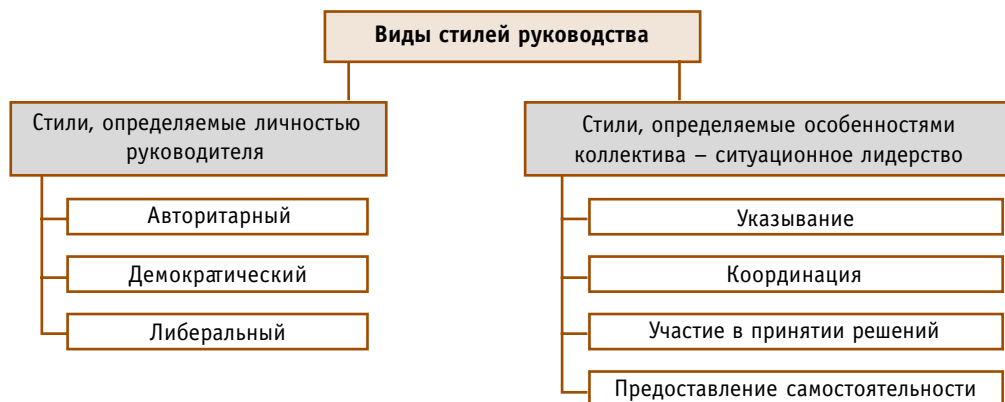 Виды стилей руководства
Стили, определяемые личностью
руководителя
Авторитарный
Демократический
Либеральный
Стили, определяемые особенностями
коллектива – ситуационное лидерство
Указывание
Координация
Участие в принятии решений
Предоставление самостоятельности